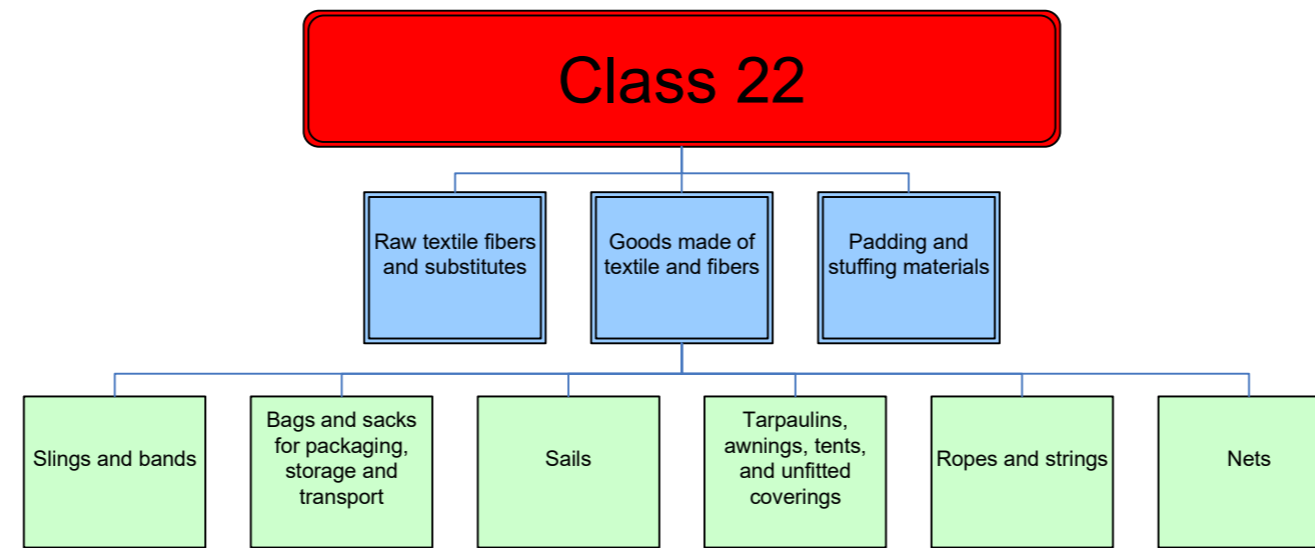 Class 22
Raw textile fibers
and substitutes
Goods made of
textile and fibers
Padding and
stuffing materials
Slings and bands
Bags and sacks
for packaging,
storage and
transport
Sails
Tarpaulins,
awnings, tents,
and unfitted
coverings
Ropes and strings
Nets